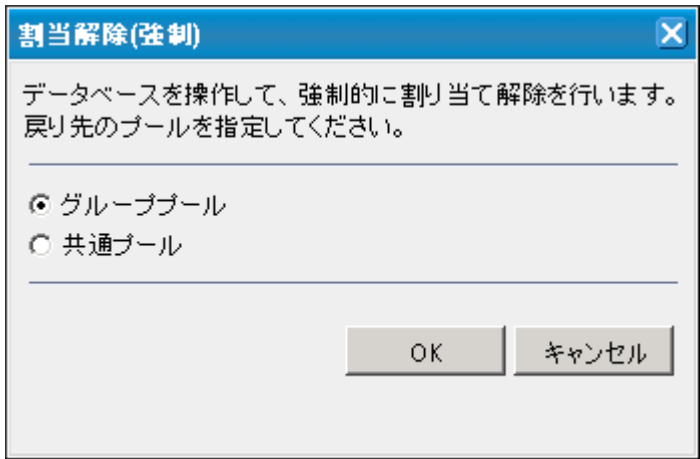 割当解除(強制)
データベースを操作して、強制的に割り当て解除を行います。
戻り先のプールを指定してください。
グループプール
共通プール
OK キャンセル